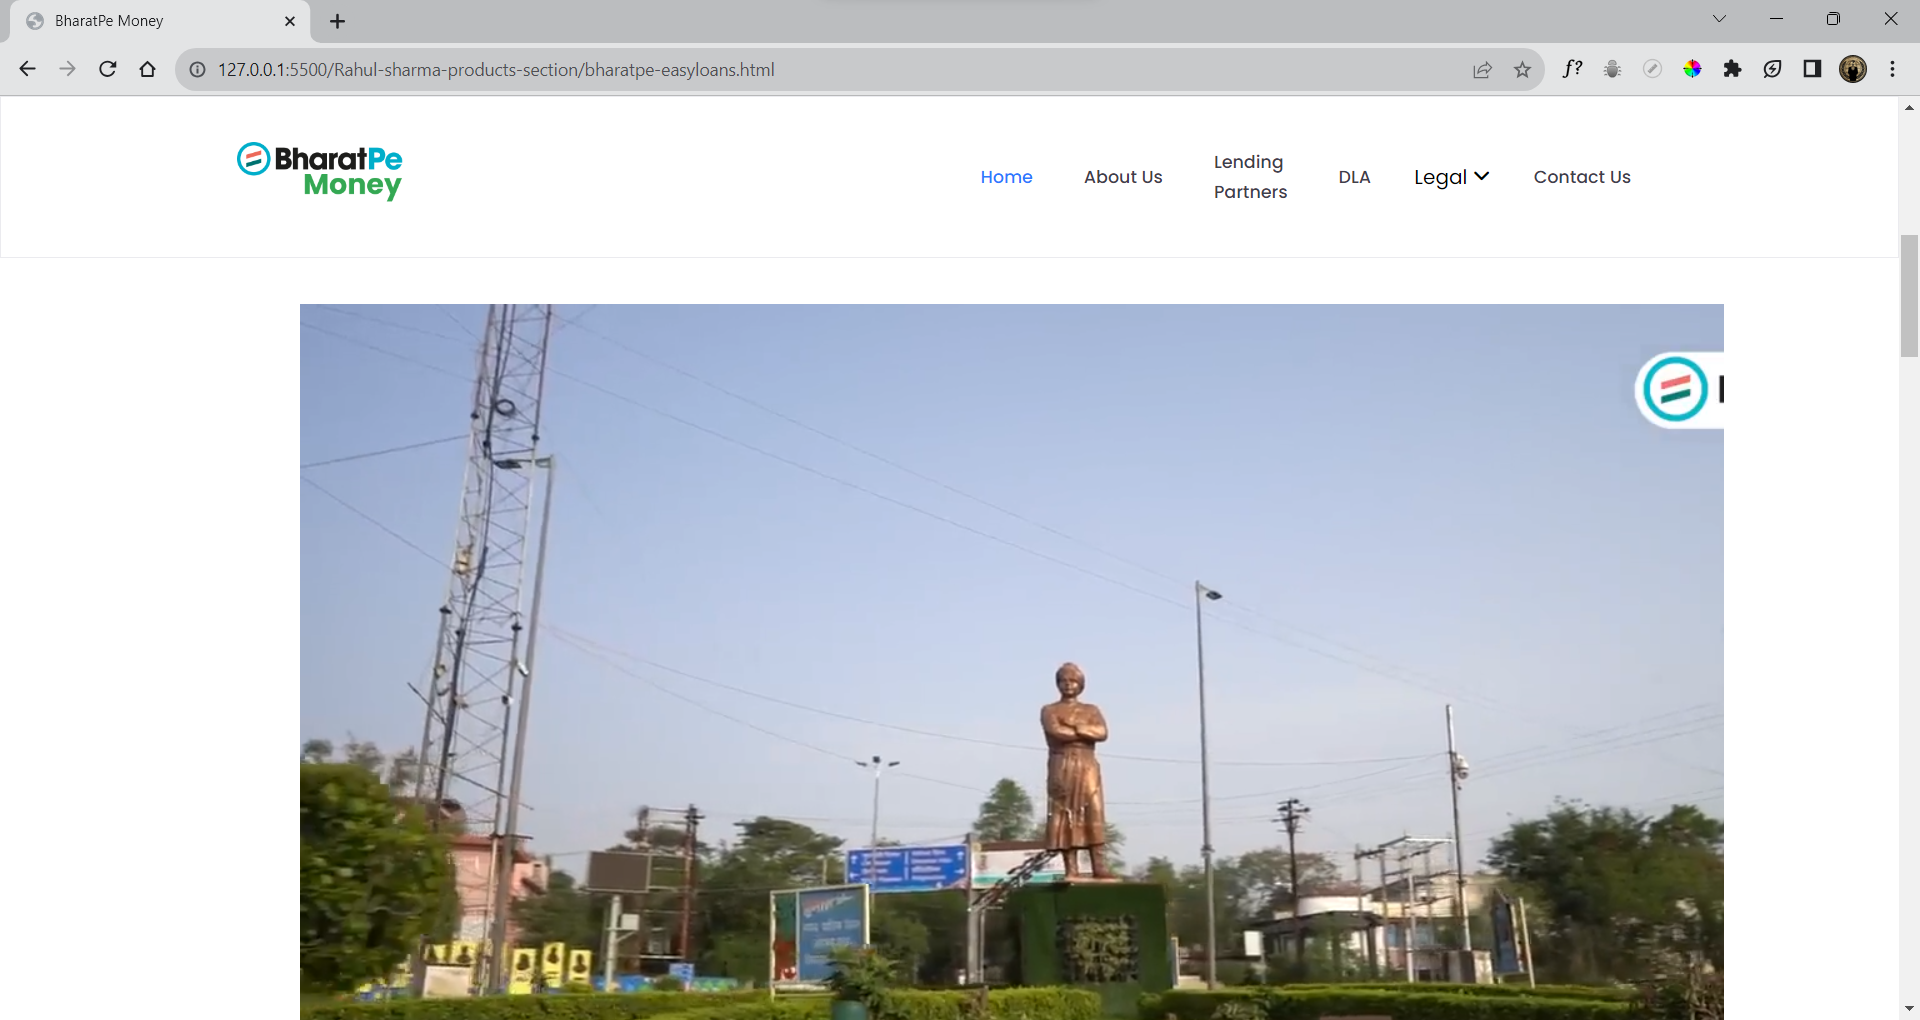 BharatPe Money
127.0.0.1:5500/Rahul-sharma-products-section/bharatpe-easyloans.html
f?
BharatPe
Money
Home
About Us
Lending
Partners
DLA
Legal
Contact Us